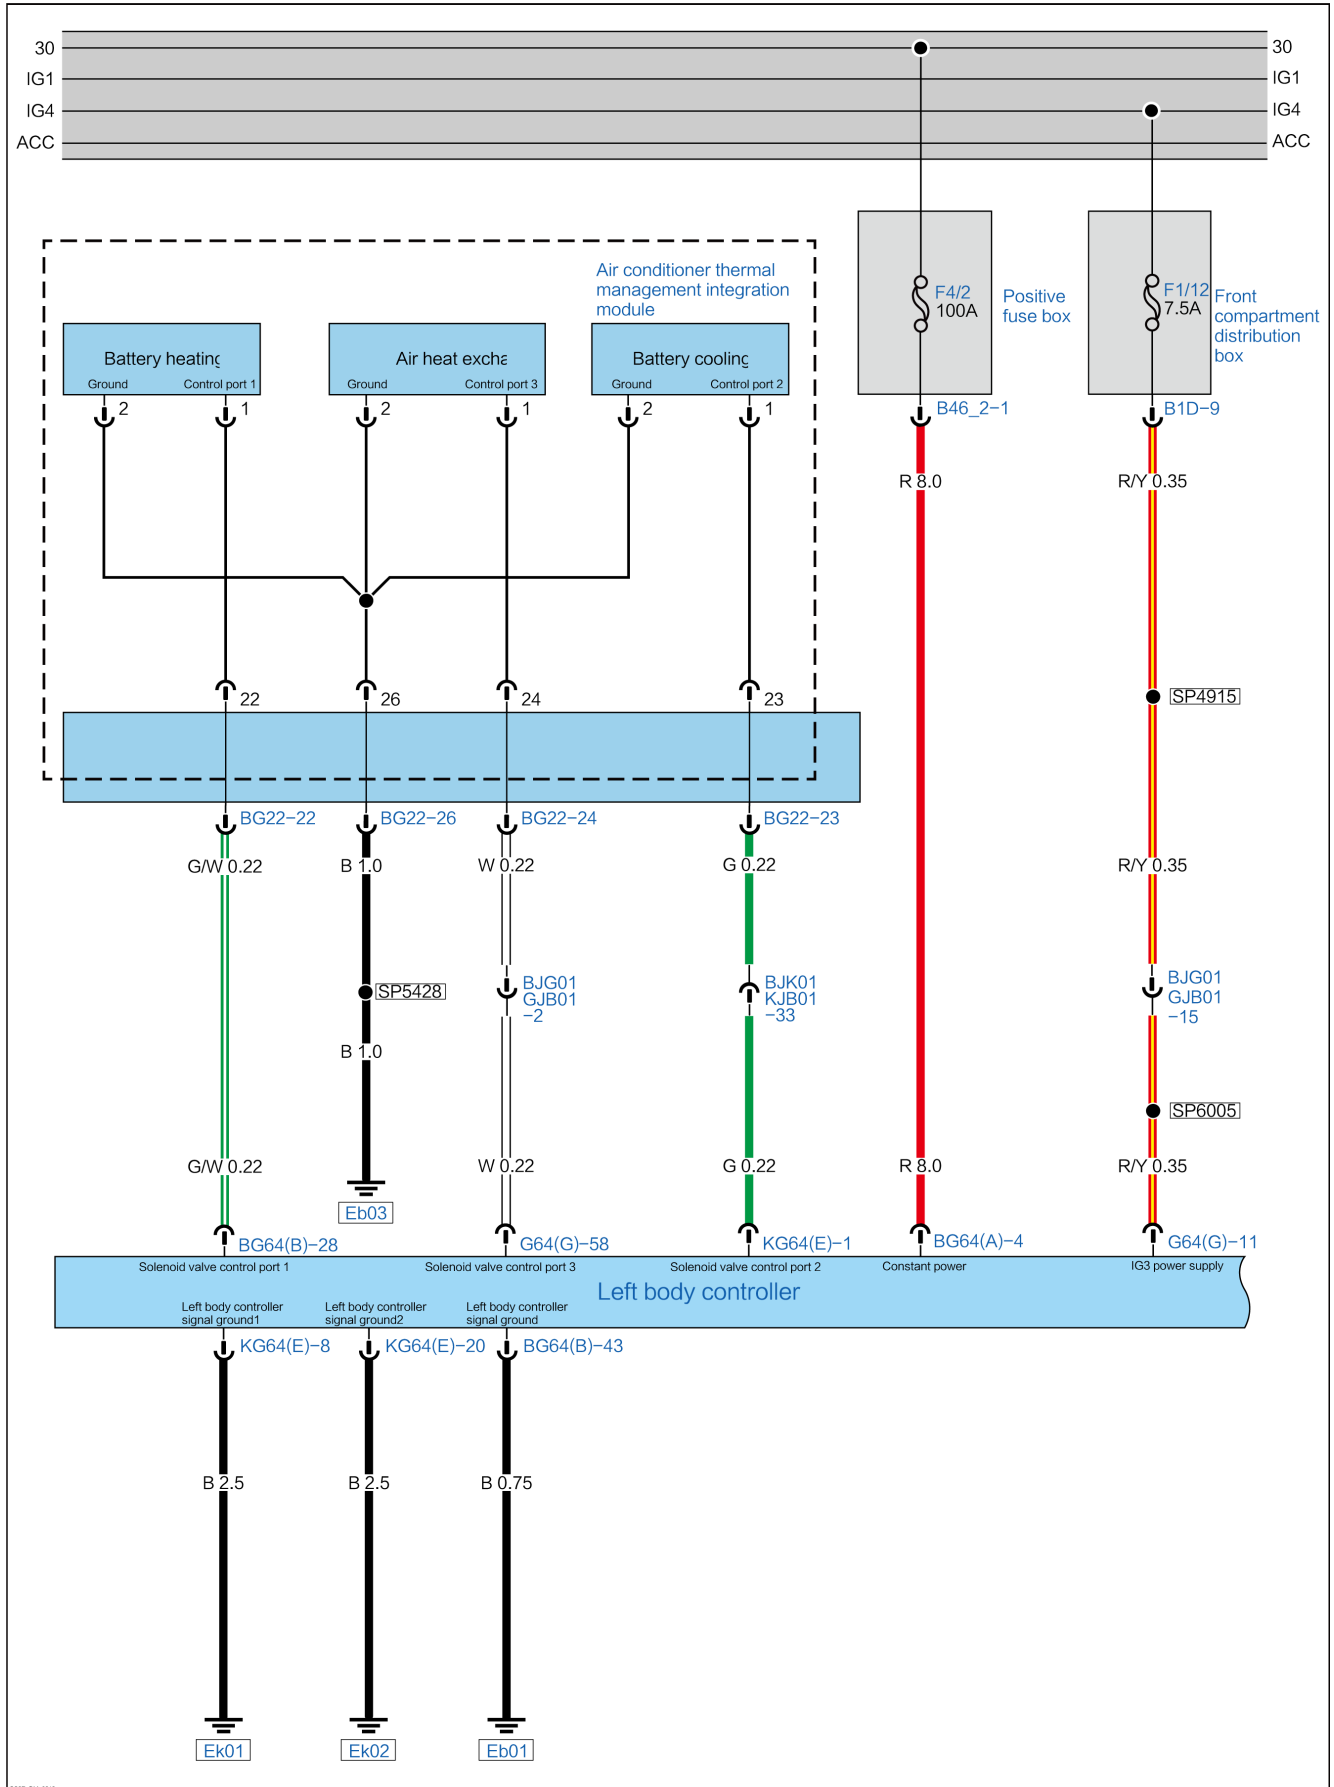 30 30
IG1 IG1
IG4 IG4
ACC ACC
Air conditioner thermal
management integration
module
F4/2
100A
Positive
fuse box
F1/12
7.5A
Front
compartment
distribution
box
Battery heating
Ground Control port 1
Air heat excha
Ground Control port 3
Battery cooling
Ground Control port 2
2 1 2 1 2 1
B46_2-1
B1D-9
R 8.0
R/Y 0.35
22 26 24 23
SP4915
BG22-22 BG22-26 BG22-24 BG22-23
G/W 0.22 B 1.0 W 0.22 G 0.22 R/Y 0.35
SP5428
BJG01
GJB01
-2
BJK01
KJB01
-33
BJG01
GJB01
-15
B 1.0
SP6005
G/W 0.22 W 0.22 G 0.22 R 8.0 R/Y 0.35
Eb03
BG64(B)-28 G64(G)-58 KG64(E)-1 BG64(A)-4 G64(G)-11
Solenoid valve control port 1 Solenoid valve control port 3 Solenoid valve control port 2 Constant power IG3 power supply
Left body controller
Left body controller
signal ground1
Left body controller
signal ground2
Left body controller
signal ground
KG64(E)-8 KG64(E)-20 BG64(B)-43
B 2.5 B 2.5 B 0.75
Ek01 Ek02 Eb01